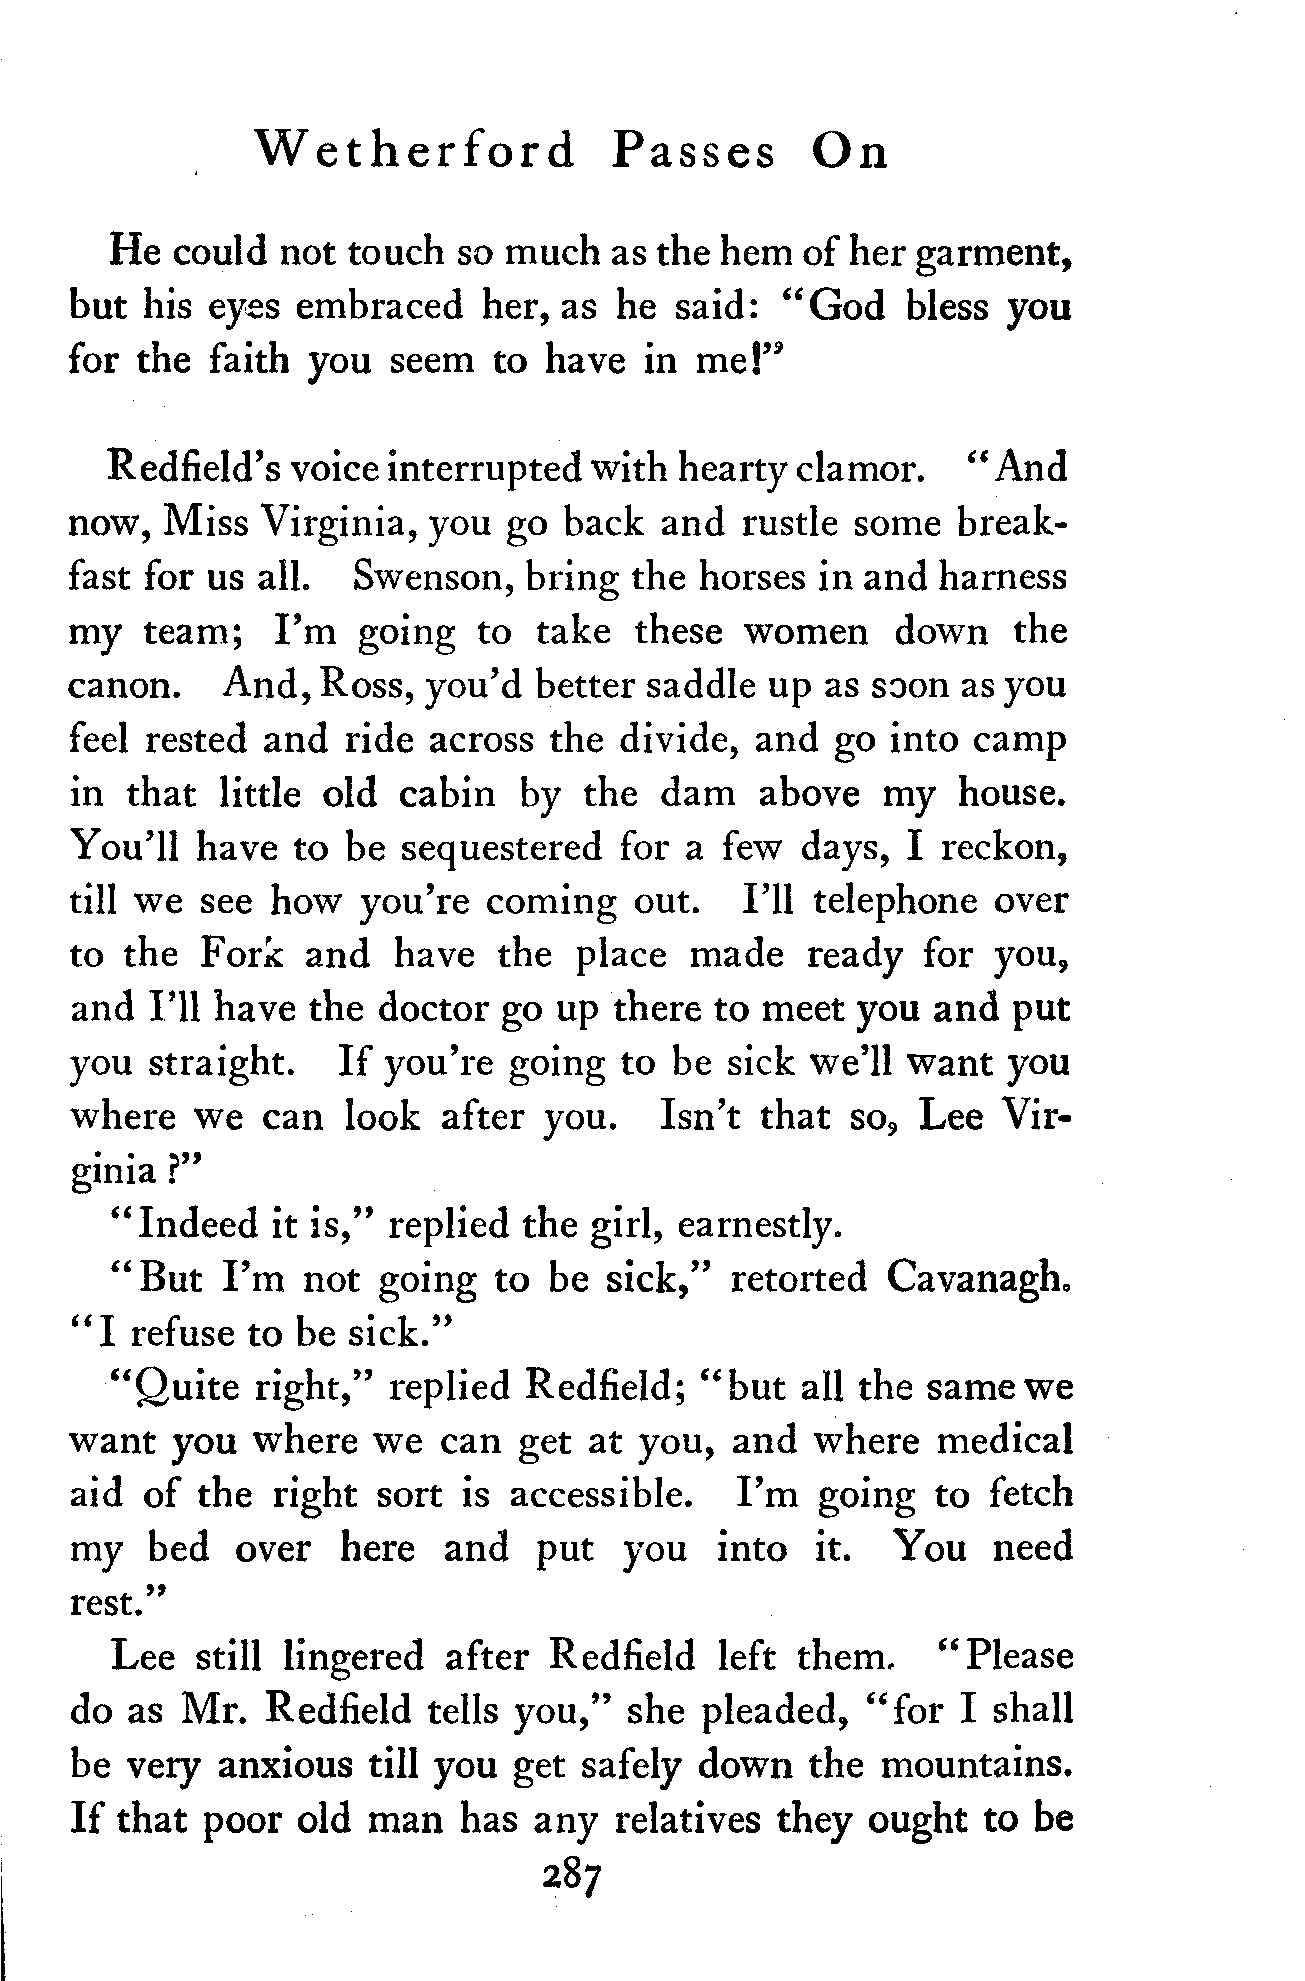 Wetherford Passes On
He could not touch so much as the hem of her garment,
but his eyes embraced her, as he said: "God bless you
for the faith you seem to have in me!"
Redfield's voice interrupted with hearty clamor. "And
now, Miss Virginia, you go back and rustle some break-
fast for us all. Swenson, bring the horses in and harness
my team; I'm going to take these women down the
canon. And, Ross, you'd better saddle up as soon as you
feel rested and ride across the divide, and go into camp
in that little old cabin by the dam above my house.
You'll have to be sequestered for a few days, I reckon,
till we see how you're coming out. I'll telephone over
to the Fork and have the place made ready for you,
and I'll have the doctor go up there to meet you and put
you straight. If you're going to be sick we'll want you
where we can look after you. Isn't that so, Lee Vir-
ginia?"
"Indeed it is," replied the girl, earnestly.
"But I'm not going to be sick," retorted Cavanagh.
"I refuse to be sick."
"Quite right," replied Redfield; "but all the same we
want you where we can get at you, and where medical
aid of the right sort is accessible. I'm going to fetch
my bed over here and put you into it. You need
rest."
Lee still lingered after Redfield left them. "Please
do as Mr. Redfield tells you," she pleaded, "for I shall
be very anxious till you get safely down the mountains.
If that poor old man has any relatives they ought to be
287